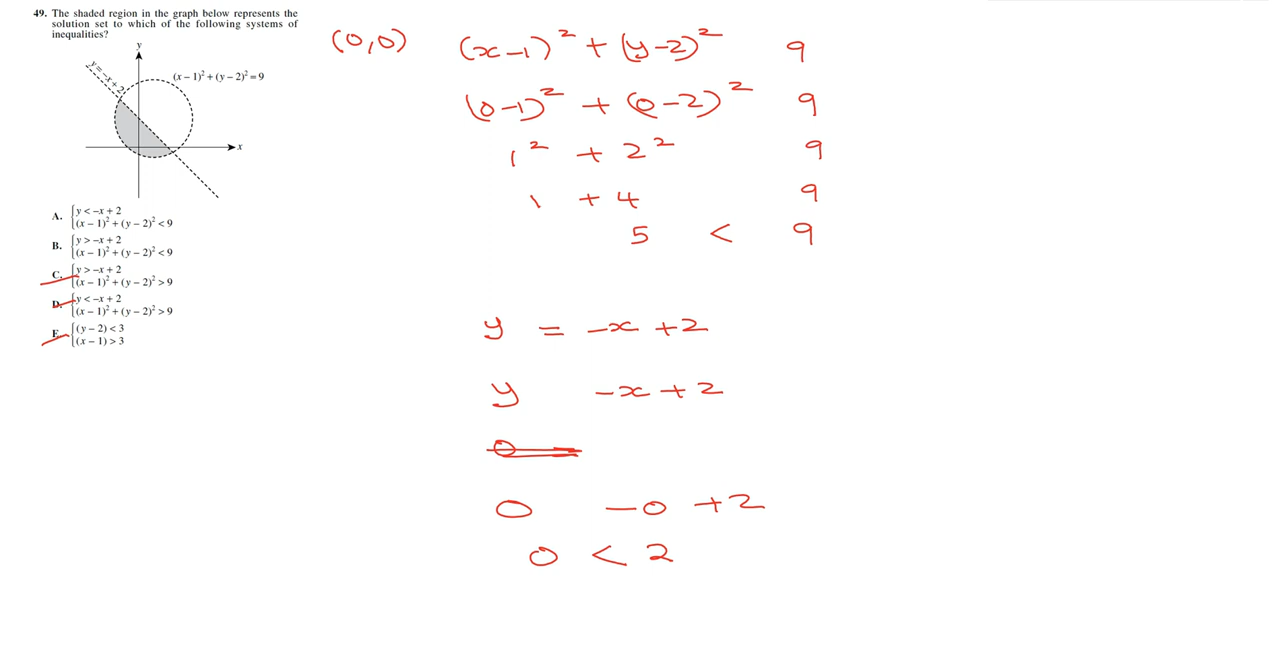 49. The shaded region in the graph below represents the
solution set to which of the following systems of
inequalities?
y
y = −x + 2
(x − 1)² + (y − 2)² = 9
x
A. {y < −x + 2
(x − 1)² + (y − 2)² < 9
B. {y > −x + 2
(x − 1)² + (y − 2)² < 9
C. {y > −x + 2
(x − 1)² + (y − 2)² > 9
D. {y < −x + 2
(x − 1)² + (y − 2)² > 9
E. {(y − 2) < 3
(x − 1) > 3
(0,0) (x−1)² + (y−2)² 9
(0−1)² + (0−2)² 9
1² + 2² 9
1 + 4 9
5 < 9
y = −x + 2
y −x + 2
0 =
0 −0 + 2
0 < 2